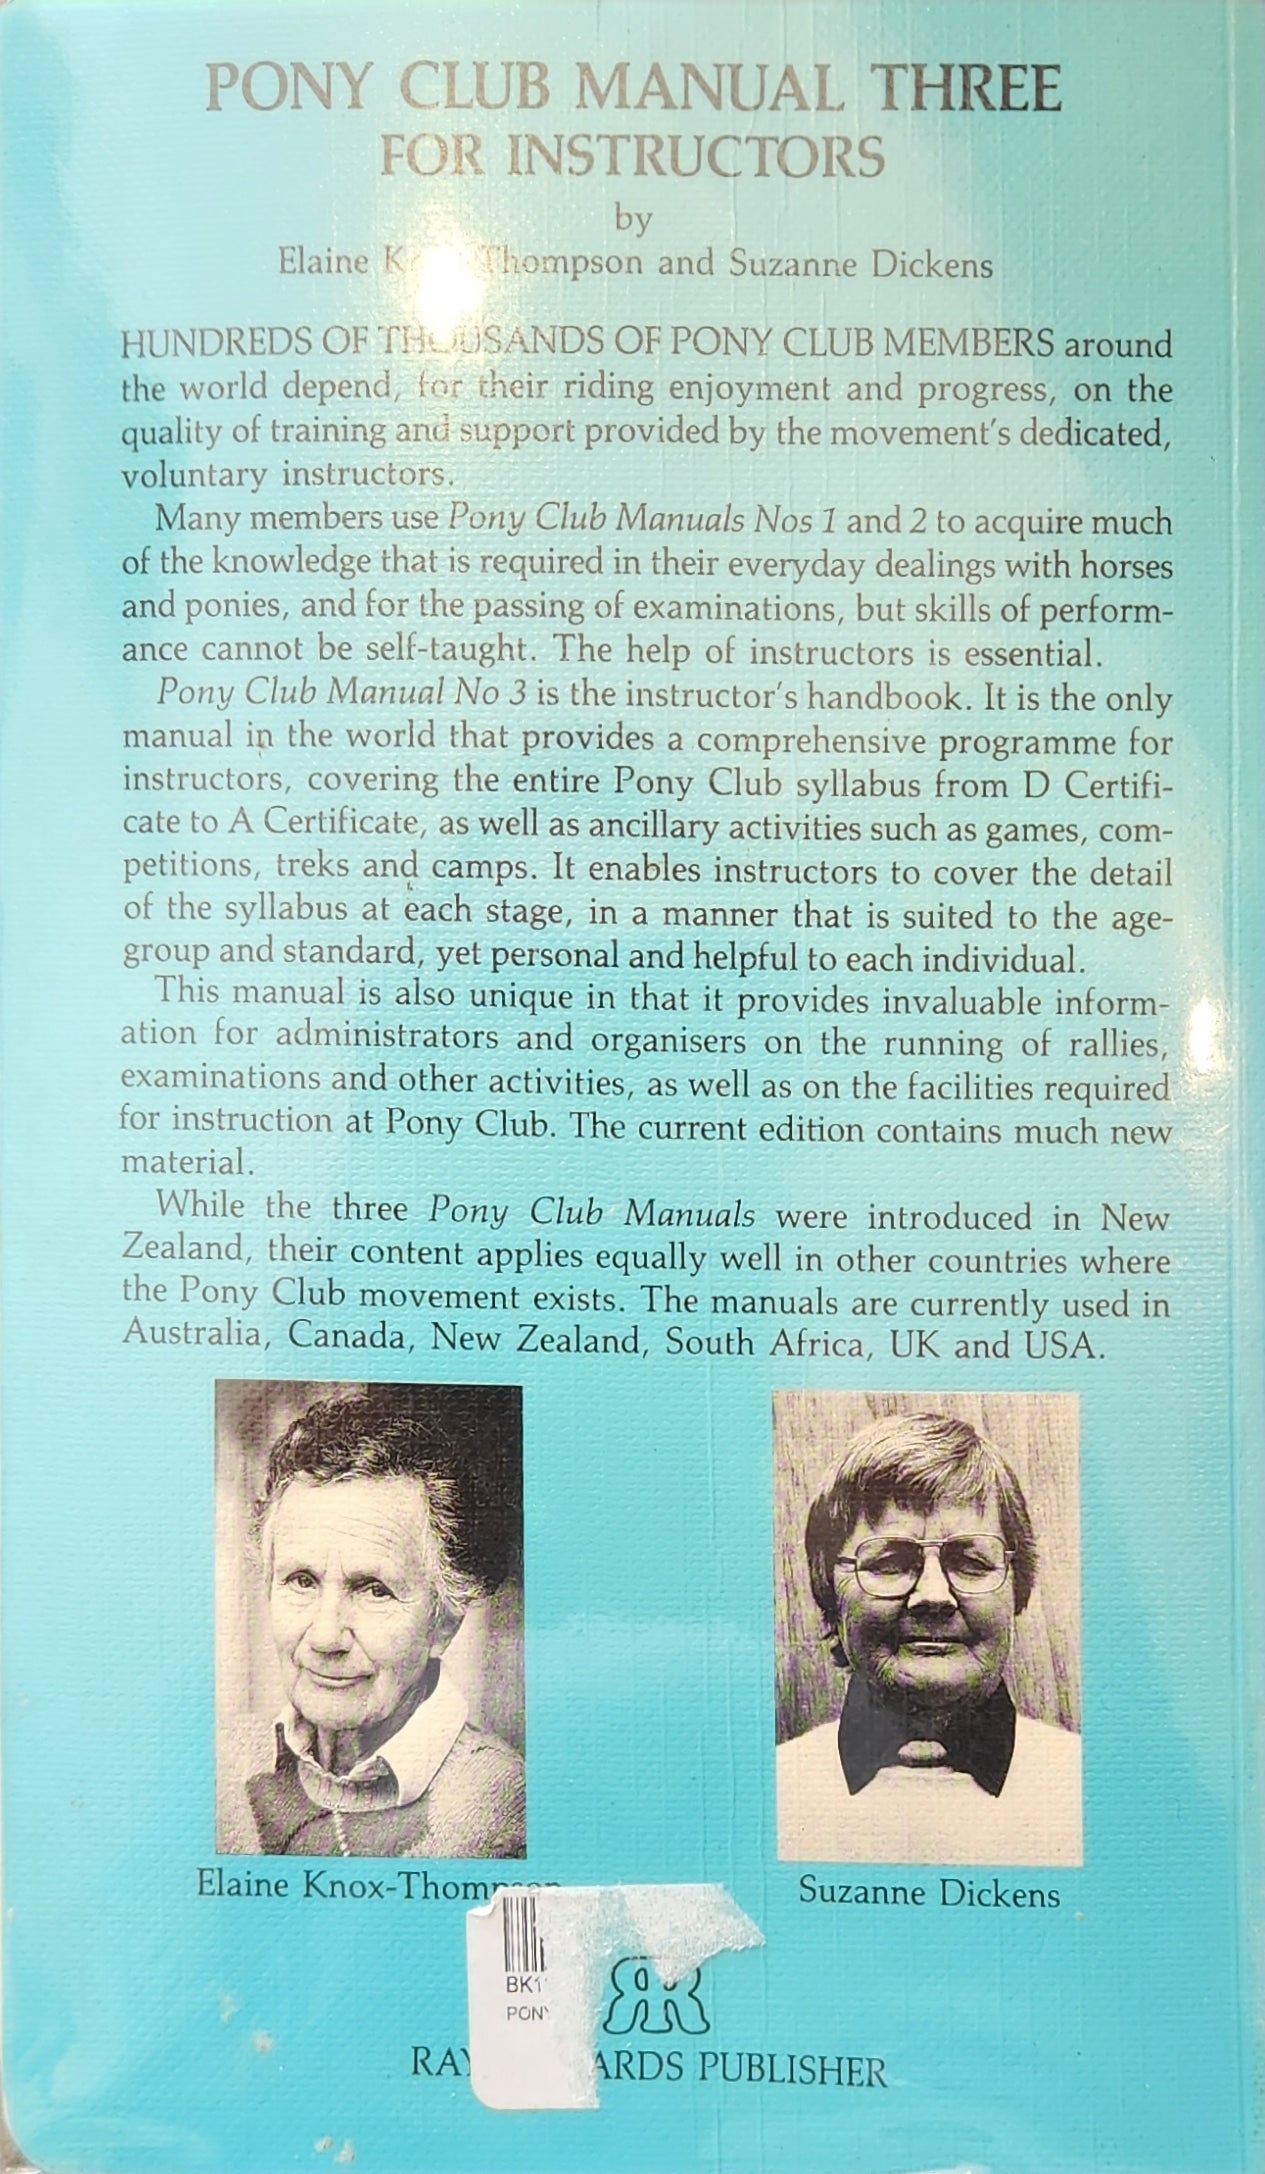 PONY CLUB MANUAL THREE
FOR INSTRUCTORS
by
Elaine Thompson and Suzanne Dickens
HUNDREDS OF THOUSANDS OF PONY CLUB MEMBERS around
the world depend, for their riding enjoyment and progress, on the
quality of training and support provided by the movement's dedicated,
voluntary instructors.
Many members use Pony Club Manuals Nos 1 and 2 to acquire much
of the knowledge that is required in their everyday dealings with horses
and ponies, and for the passing of examinations, but skills of perform-
ance cannot be self-taught. The help of instructors is essential.
Pony Club Manual No 3 is the instructor's handbook. It is the only
manual in the world that provides a comprehensive programme for
instructors, covering the entire Pony Club syllabus from D Certifi-
cate to A Certificate, as well as ancillary activities such as games, com-
petitions, treks and camps. It enables instructors to cover the detail
of the syllabus at each stage, in a manner that is suited to the age-
group and standard, yet personal and helpful to each individual.
This manual is also unique in that it provides invaluable inform-
ation for administrators and organisers on the running of rallies,
examinations and other activities, as well as on the facilities required
for instruction at Pony Club. The current edition contains much new
material.
While the three Pony Club Manuals were introduced in New
Zealand, their content applies equally well in other countries where
the Pony Club movement exists. The manuals are currently used in
Australia, Canada, New Zealand, South Africa, UK and USA.
Elaine Knox-Thompson
Suzanne Dickens
BK1
PONY
PUBLISHER